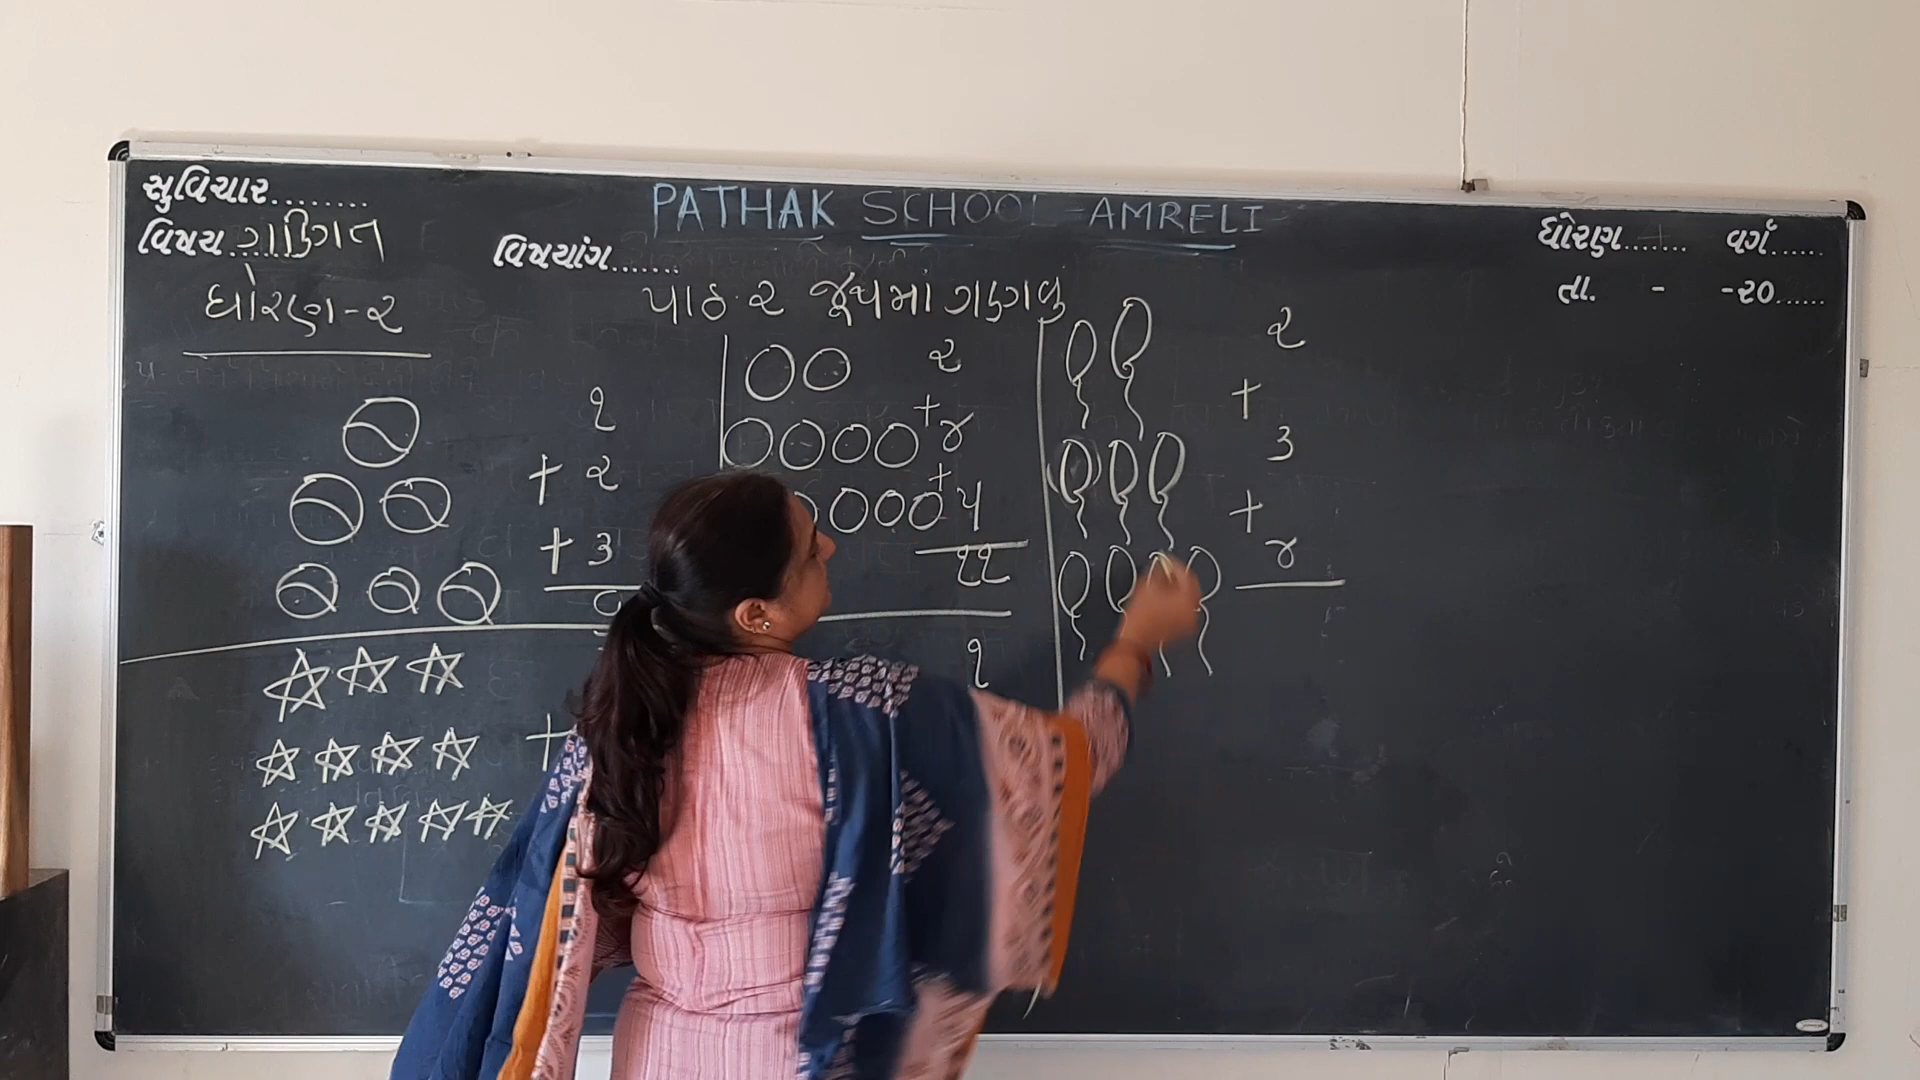 સુવિચાર........
PATHAK SCHOOL - AMRELI
વિષય ગણિત
વિષયાંગ.......
ધોરણ....... વર્ગ......
તા. - -૨૦......
ધોરણ-૨
પાઠ.૨ જૂથમાં ગણવું
૧
+ ૨
+ ૩
+
૨
+ ૪
+ ૫
૧૧
૧
૨
+
૩
+
૪